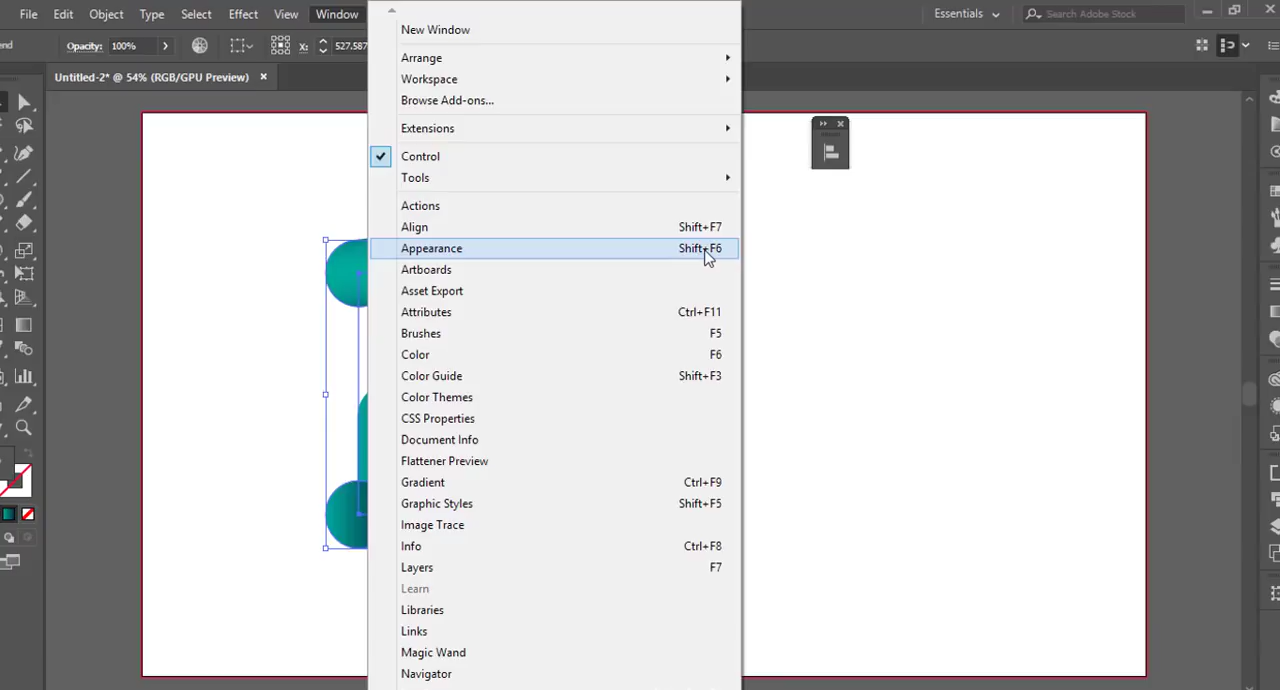 File Edit Object Type Select Effect View Window Essentials Search Adobe Stock
end Opacity: 100% X: 527.587
Untitled-2* @ 54% (RGB/GPU Preview)
New Window
Arrange
Workspace
Browse Add-ons...
Extensions
Control
Tools
Actions
Align Shift+F7
Appearance Shift+F6
Artboards
Asset Export
Attributes Ctrl+F11
Brushes F5
Color F6
Color Guide Shift+F3
Color Themes
CSS Properties
Document Info
Flattener Preview
Gradient Ctrl+F9
Graphic Styles Shift+F5
Image Trace
Info Ctrl+F8
Layers F7
Learn
Libraries
Links
Magic Wand
Navigator